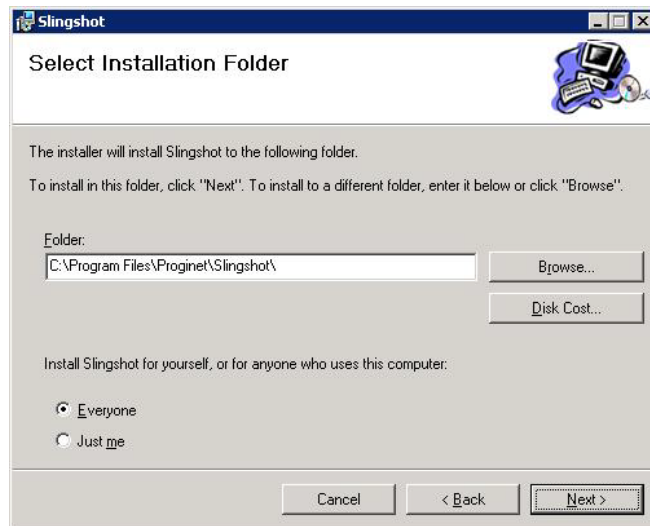 Slingshot
Select Installation Folder
The installer will install Slingshot to the following folder.
To install in this folder, click "Next". To install to a different folder, enter it below or click "Browse".
Folder:
C:\Program Files\Proginet\Slingshot\
Browse...
Disk Cost...
Install Slingshot for yourself, or for anyone who uses this computer:
Everyone
Just me
Cancel
< Back
Next >